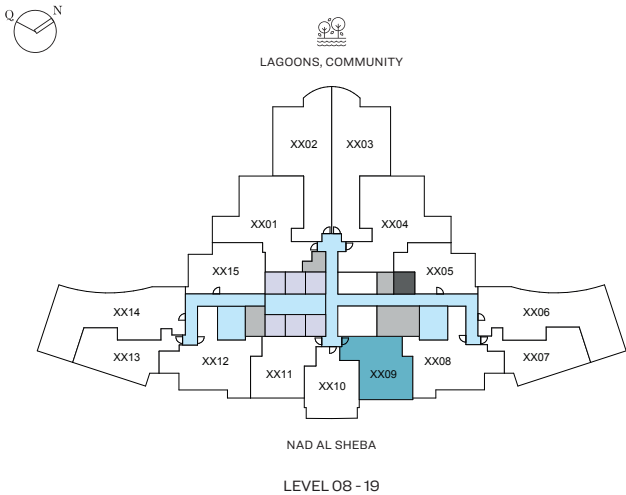 Q N
LAGOONS, COMMUNITY
XX02 XX03
XX01 XX04
XX15 XX05
XX14 XX06
XX13 XX12 XX11 XX10 XX09 XX08 XX07
NAD AL SHEBA
LEVEL 08 - 19